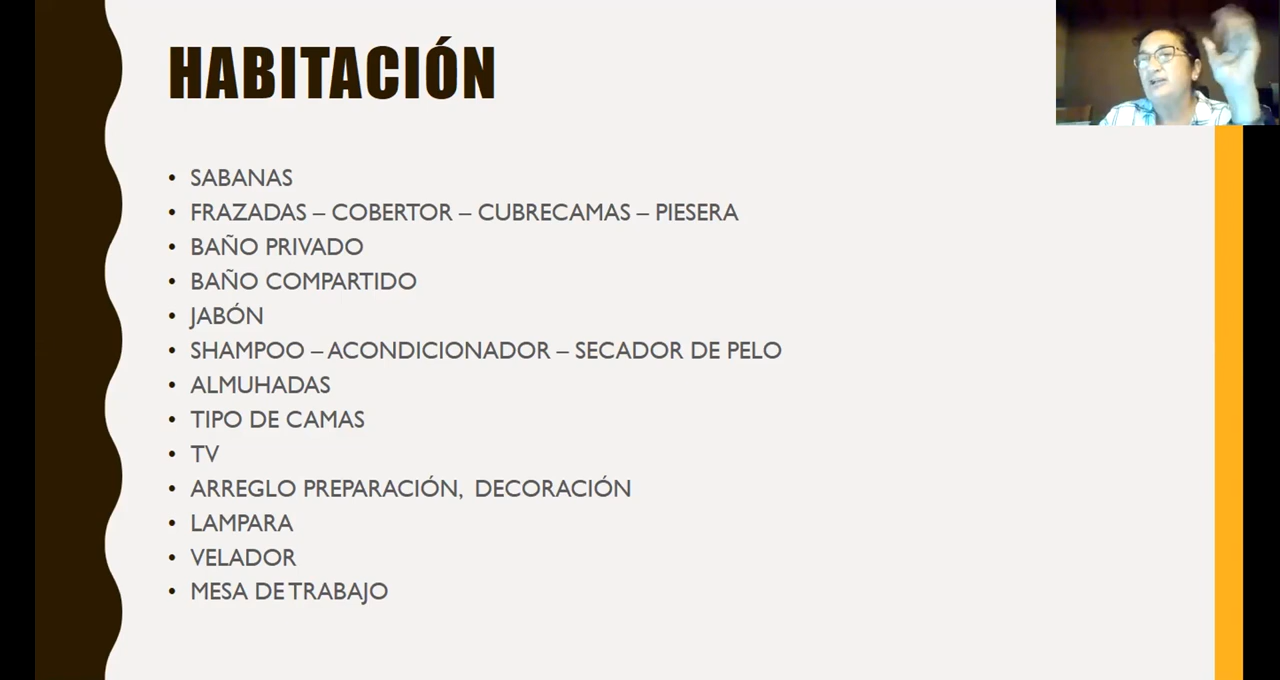 HABITACIÓN
• SABANAS
• FRAZADAS – COBERTOR – CUBRECAMAS – PIESERA
• BAÑO PRIVADO
• BAÑO COMPARTIDO
• JABÓN
• SHAMPOO – ACONDICIONADOR – SECADOR DE PELO
• ALMUHADAS
• TIPO DE CAMAS
• TV
• ARREGLO PREPARACIÓN, DECORACIÓN
• LAMPARA
• VELADOR
• MESA DE TRABAJO